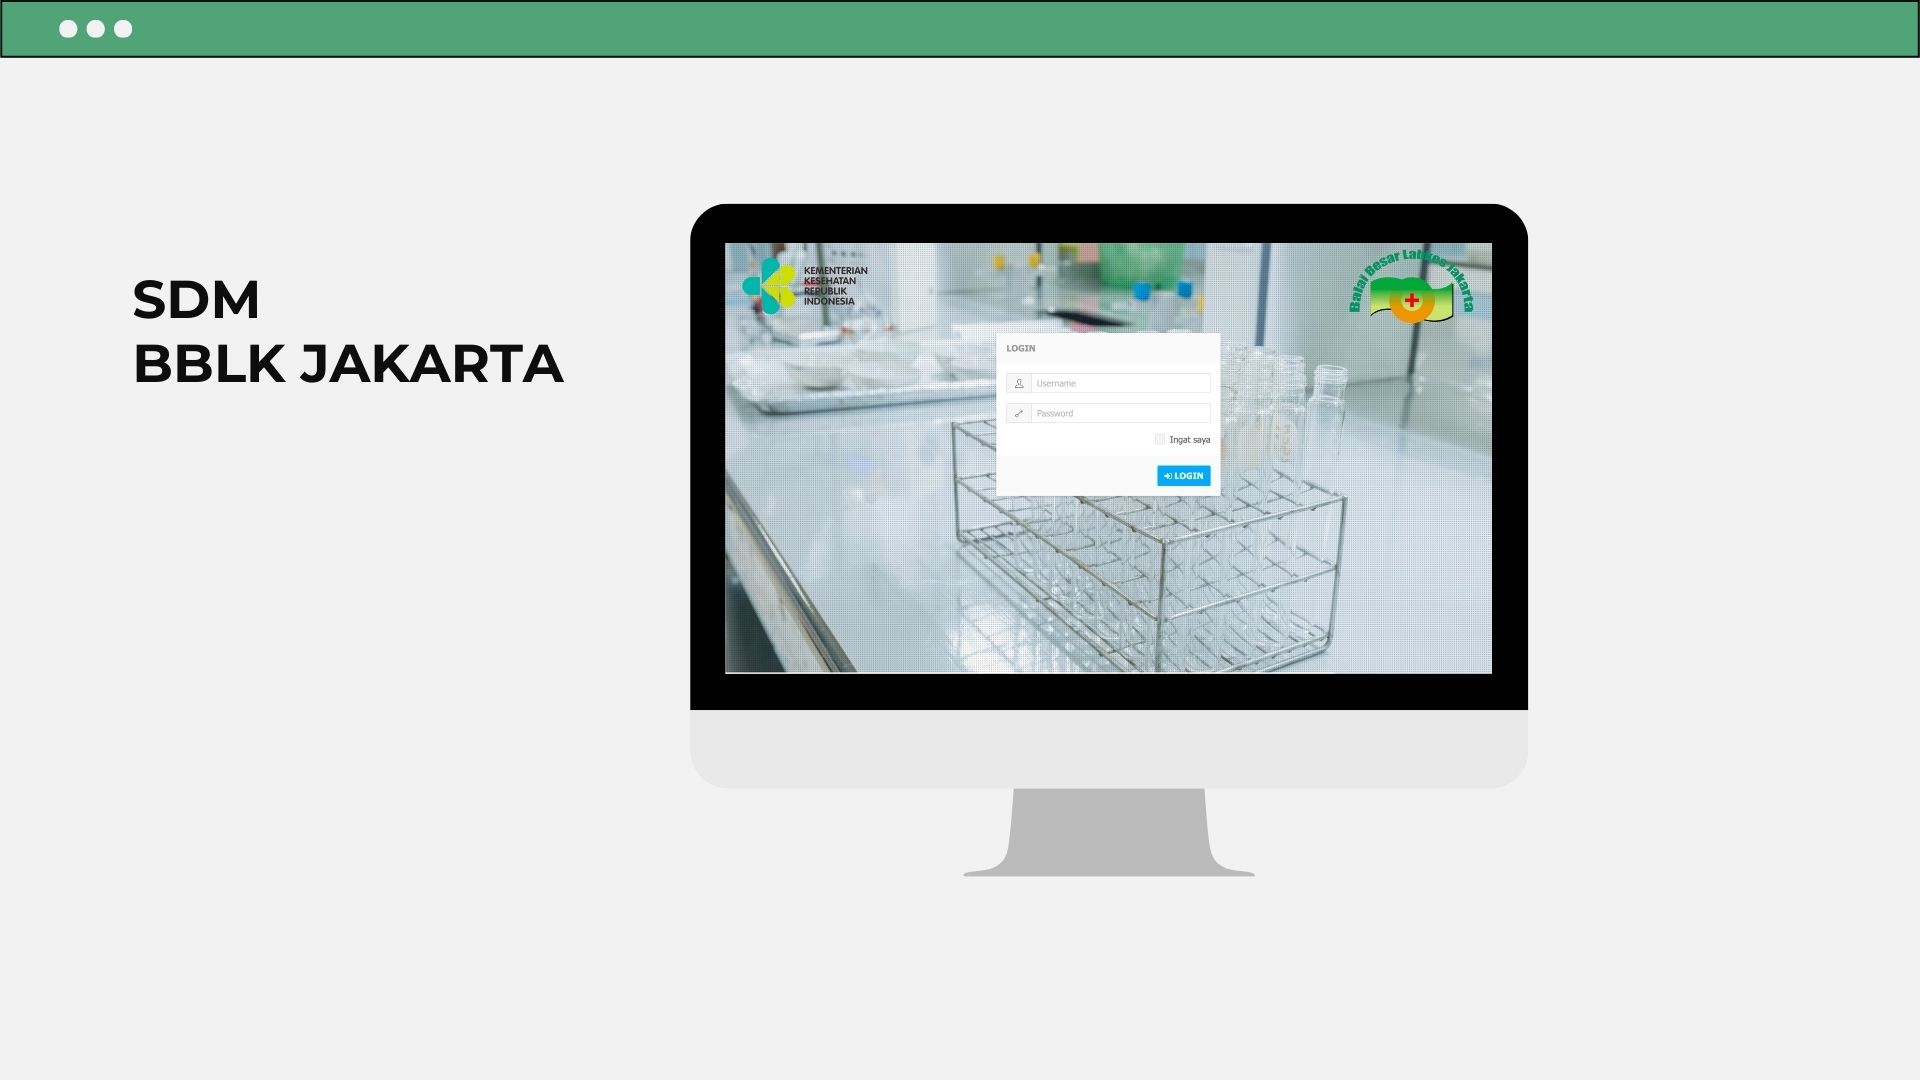 SDM
BBLK JAKARTA
KEMENTERIAN
KESEHATAN
REPUBLIK
INDONESIA
Balai Besar Labkes Jakarta
LOGIN
Username
Password
Ingat saya
LOGIN